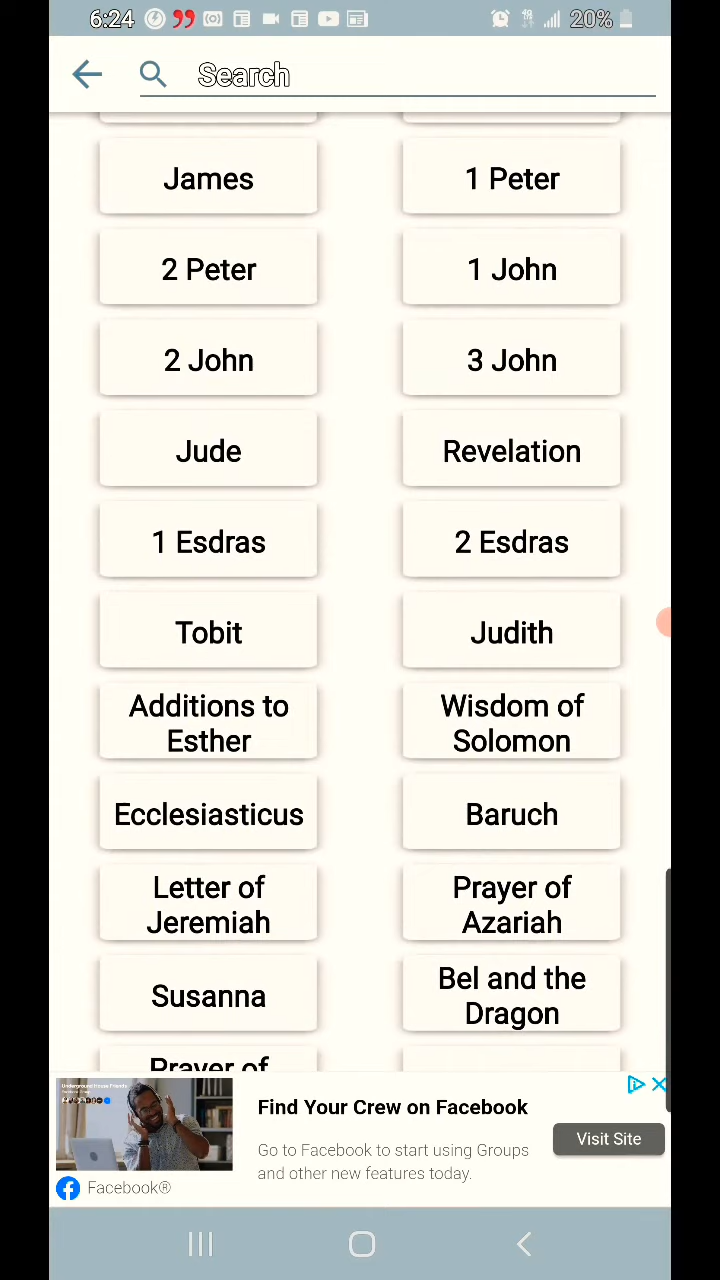 6:24
20%
Search
James
1 Peter
2 Peter
1 John
2 John
3 John
Jude
Revelation
1 Esdras
2 Esdras
Tobit
Judith
Additions to
Esther
Wisdom of
Solomon
Ecclesiasticus
Baruch
Letter of
Jeremiah
Prayer of
Azariah
Susanna
Bel and the
Dragon
Prayer of
Underground House Friends
Find Your Crew on Facebook
Go to Facebook to start using Groups
and other new features today.
Visit Site
Facebook®